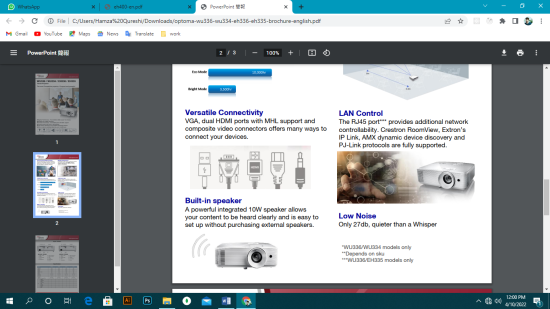 WhatsApp
eh460-en.pdf
PowerPoint 簡報
C:/Users/Hamza%20Qureshi/Downloads/optoma-wu336-wu334-eh336-eh335-brochure-english.pdf
Gmail
YouTube
Maps
News
Translate
work
PowerPoint 簡報
2 / 3
100%
1
2
Eco Mode
Bright Mode
Versatile Connectivity
VGA, dual HDMI ports with MHL support and
composite video connectors offers many ways to
connect your devices.
Built-in speaker
A powerful integrated 10W speaker allows
your content to be heard clearly and is easy to
set up without purchasing external speakers.
LAN Control
The RJ45 port*** provides additional network
controllability. Crestron RoomView, Extron's
IP Link, AMX dynamic device discovery and
PJ-Link protocols are fully supported.
Low Noise
Only 27db, quieter than a Whisper
*WU336/WU334 models only
**Depends on sku
***WU336/EH335 models only
12:00 PM
4/10/2022